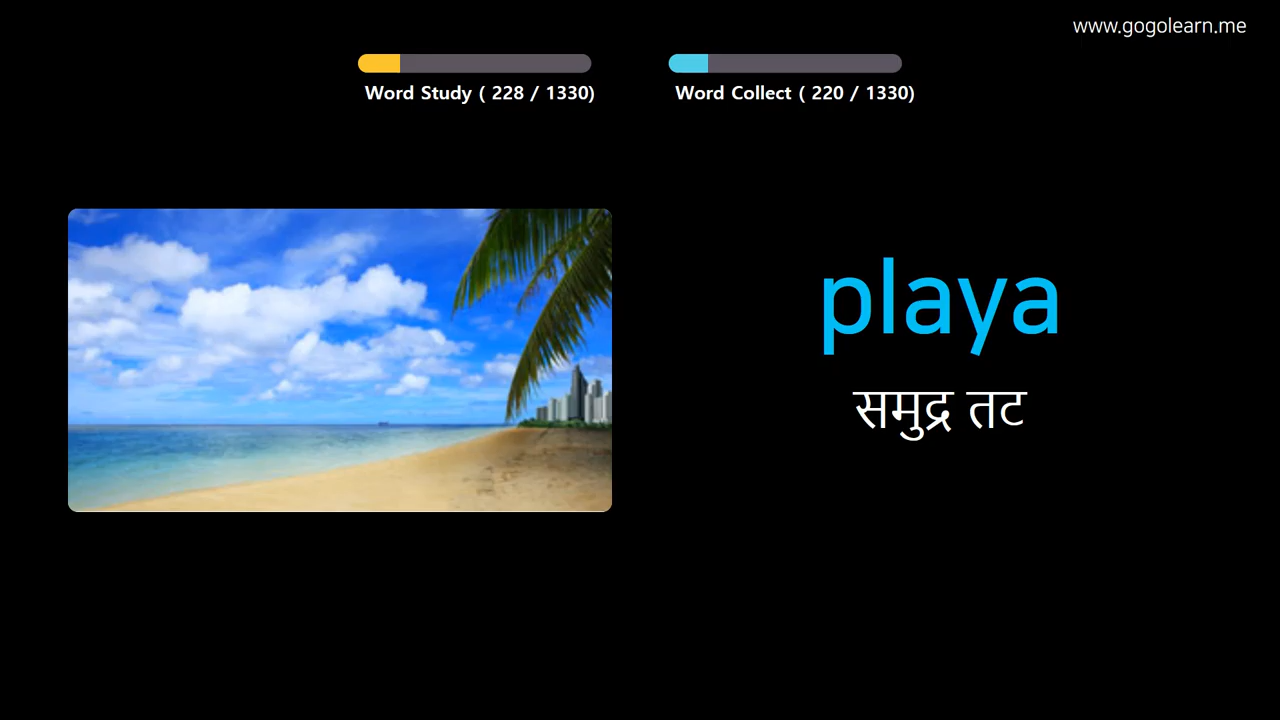 www.gogolearn.me
Word Study ( 228 / 1330)
Word Collect ( 220 / 1330)
playa
समुद्र तट